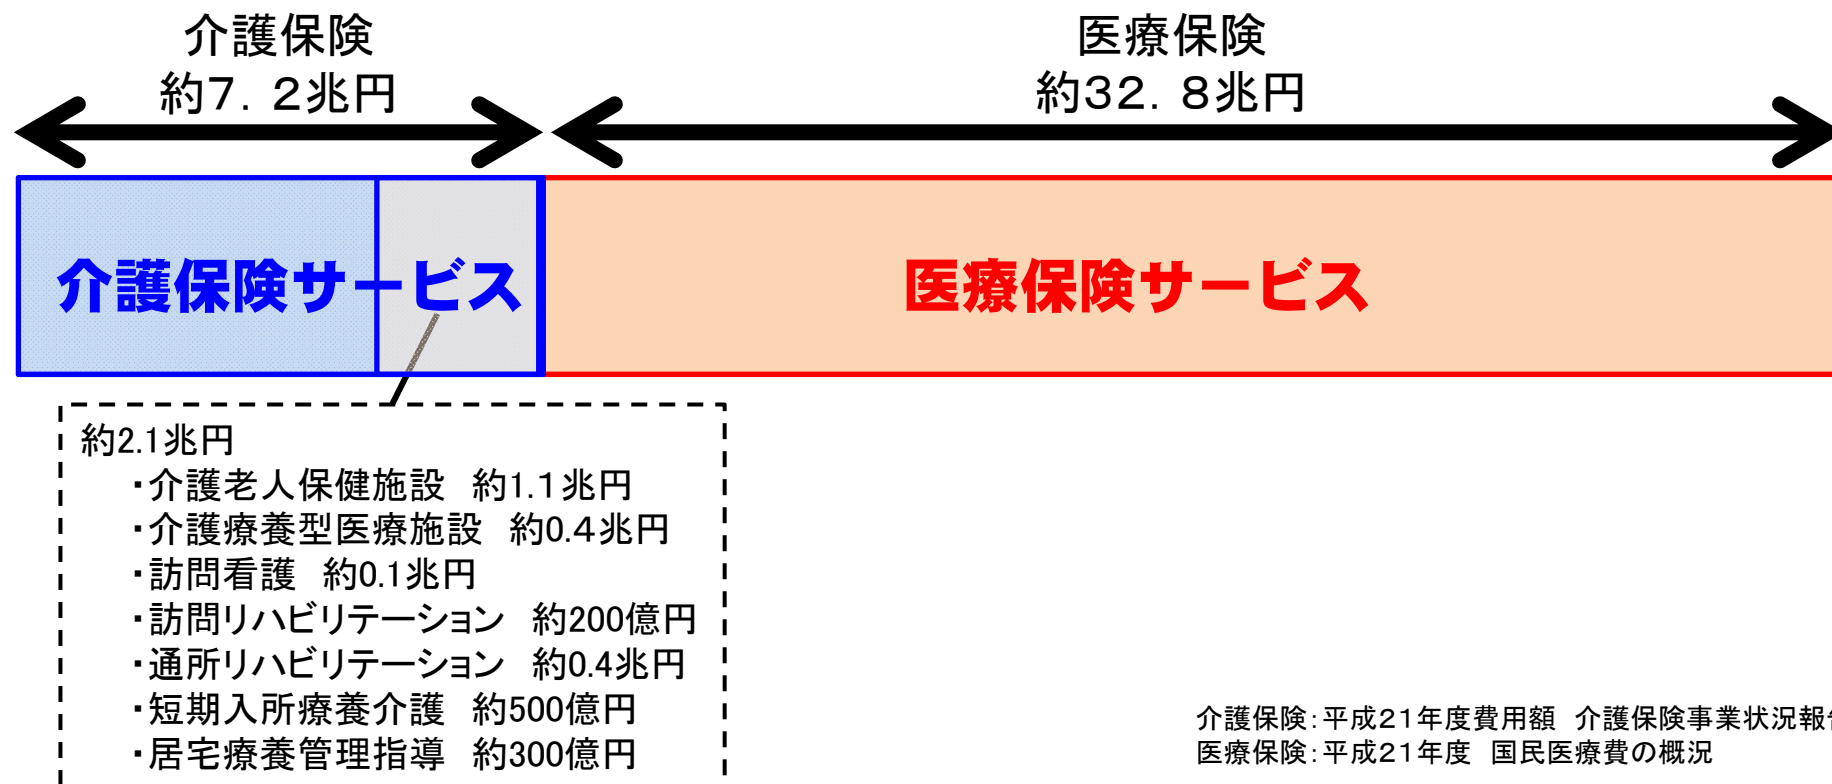 介護保険
約7．2兆円
医療保険
約32．8兆円
介護保険サービス
医療保険サービス
約2.1兆円
・介護老人保健施設　約1.1兆円
・介護療養型医療施設　約0.4兆円
・訪問看護　約0.1兆円
・訪問リハビリテーション　約200億円
・通所リハビリテーション　約0.4兆円
・短期入所療養介護　約500億円
・居宅療養管理指導　約300億円
介護保険：平成21年度費用額　介護保険事業状況報告
医療保険：平成21年度　国民医療費の概況